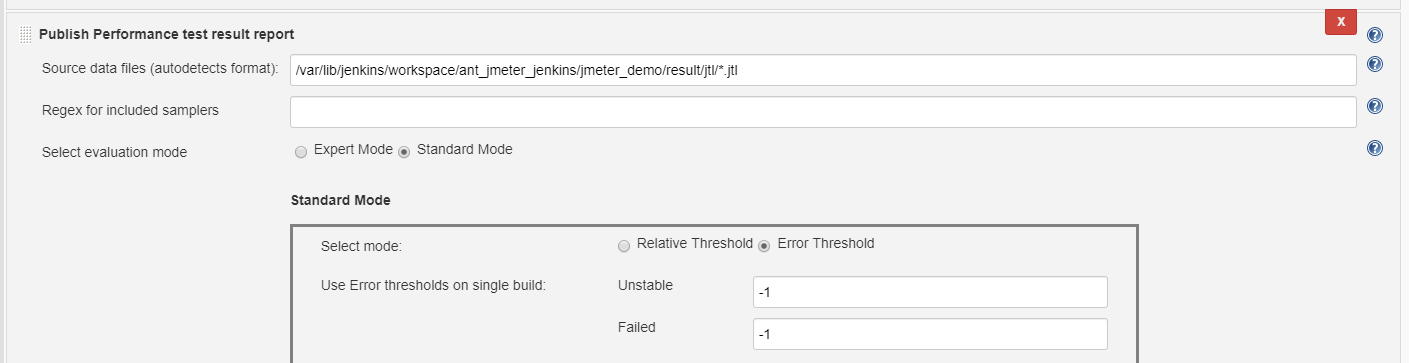 X
Publish Performance test result report
Source data files (autodetects format): /var/lib/jenkins/workspace/ant_jmeter_jenkins/jmeter_demo/result/jtl/*.jtl
Regex for included samplers
Select evaluation mode Expert Mode Standard Mode
Standard Mode
Select mode: Relative Threshold Error Threshold
Use Error thresholds on single build: Unstable -1
Failed -1